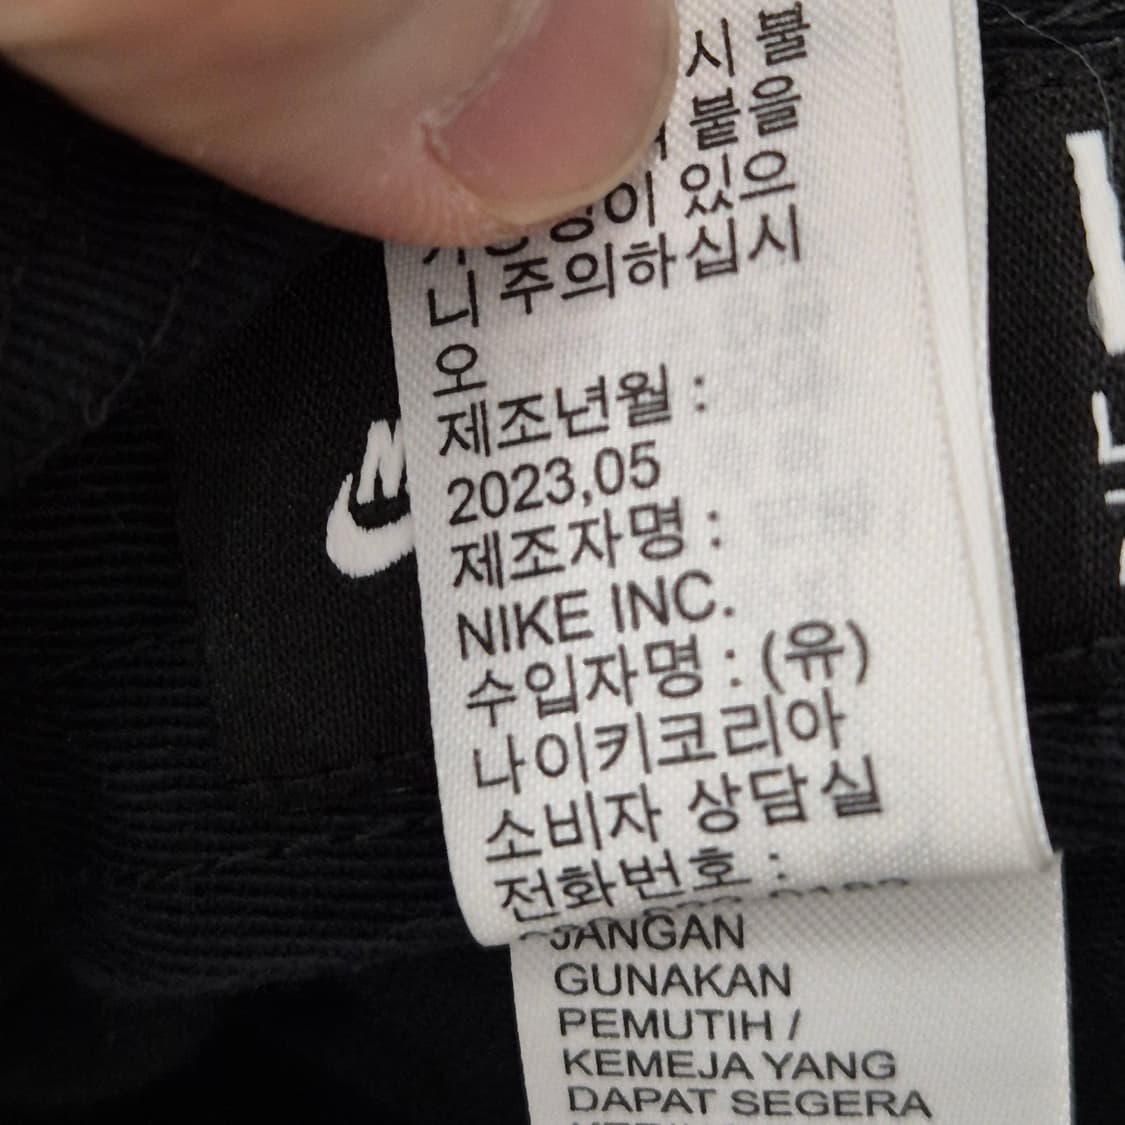 시 불
붙을
이 있으
니 주의하십시
오
제조년월 :
2023,05
제조자명 :
NIKE INC.
수입자명 : (유)
나이키코리아
소비자 상담실
전화번호 :
JANGAN
GUNAKAN
PEMUTIH /
KEMEJA YANG
DAPAT SEGERA